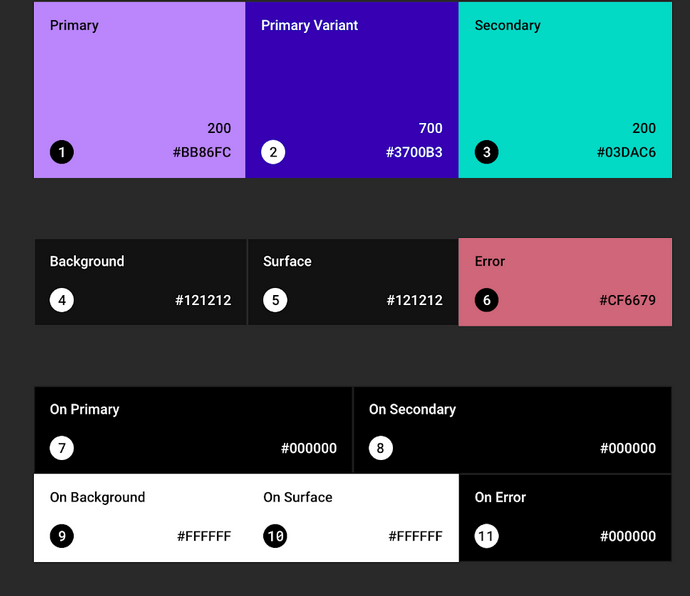 Primary
200
1 #BB86FC
Primary Variant
700
2 #3700B3
Secondary
200
3 #03DAC6
Background
4 #121212
Surface
5 #121212
Error
6 #CF6679
On Primary
7 #000000
On Secondary
8 #000000
On Background
9 #FFFFFF
On Surface
10 #FFFFFF
On Error
11 #000000